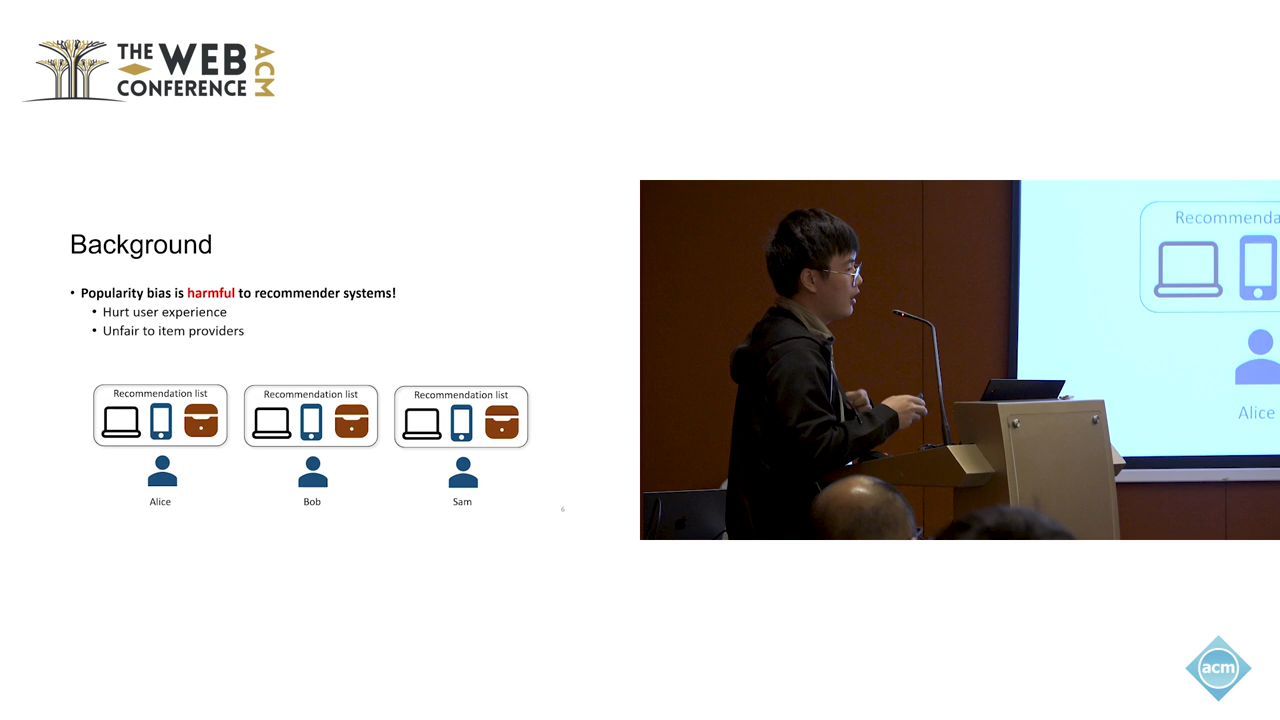 THE WEB CONFERENCE ACM
Background
• Popularity bias is harmful to recommender systems!
• Hurt user experience
• Unfair to item providers
Recommendation list
Recommendation list
Recommendation list
Alice
Bob
Sam
6
Recommenda
Alice
acm